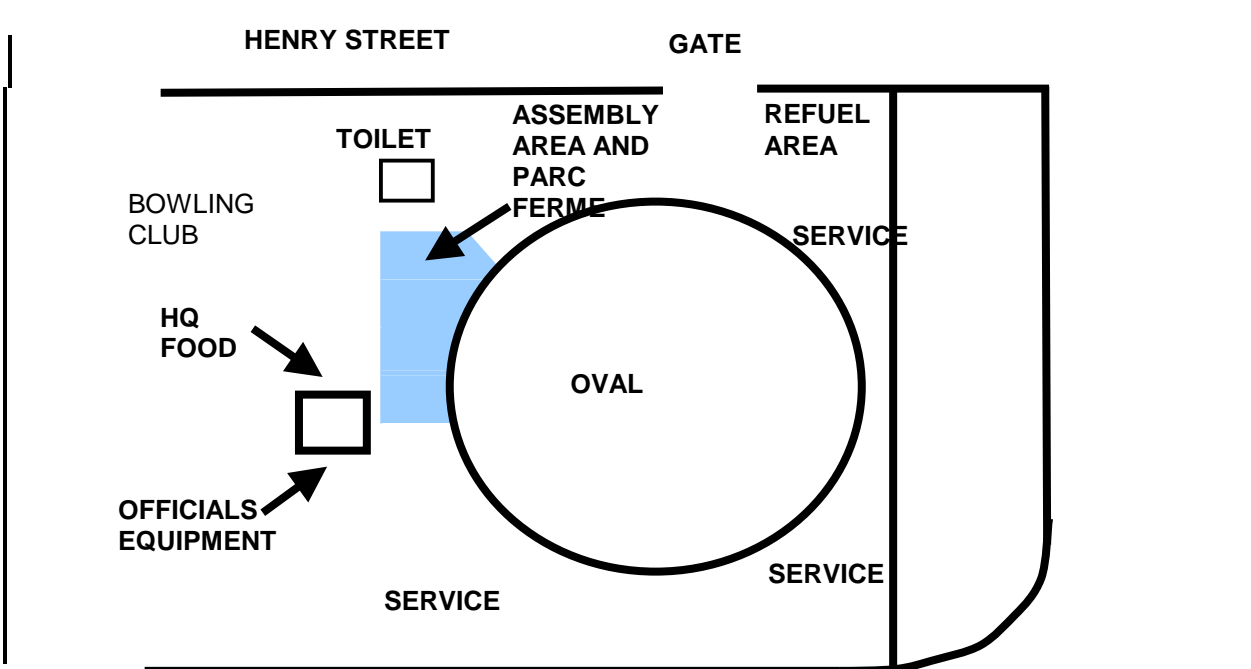 HENRY STREET
GATE
ASSEMBLY
AREA AND
PARC
FERME
REFUEL
AREA
TOILET
BOWLING
CLUB
SERVICE
HQ
FOOD
OVAL
OFFICIALS
EQUIPMENT
SERVICE
SERVICE